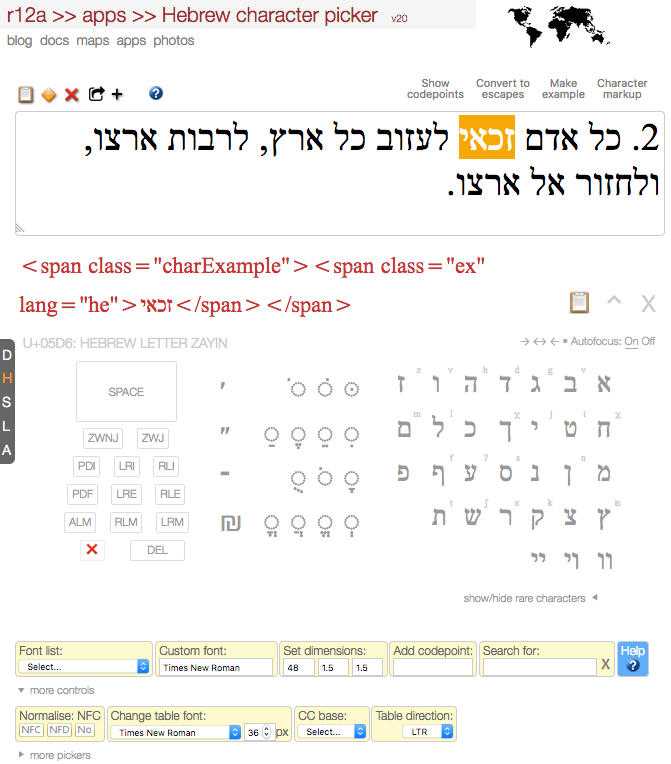 r12a >> apps >> Hebrew character picker v20
blog docs maps apps photos
Show codepoints
Convert to escapes
Make example
Character markup
2. כל אדם זכאי לעזוב כל ארץ, לרבות ארצו,
ולחזור אל ארצו.
<span class="charExample"><span class="ex"
lang="he">זכאי</span></span>
X
U+05D6: HEBREW LETTER ZAYIN
→ ↔ ← • Autofocus: On Off
D
H
S
L
A
SPACE
ZWNJ ZWJ
PDI LRI RLI
PDF LRE RLE
ALM RLM LRM
DEL
׳
״
־
₪
א ב ג ד ה ו ז
ח ט י ך כ ל ם
מ ן נ ס ע ף פ
ץ צ ק ר ש ת
וו וי יי
show/hide rare characters
Font list: Custom font: Set dimensions: Add codepoint: Search for: Help
Select... Times New Roman 48 1.5 1.5 X ?
more controls
Normalise: NFC Change table font: CC base: Table direction:
NFC NFD No Times New Roman 36 px Select... LTR
more pickers